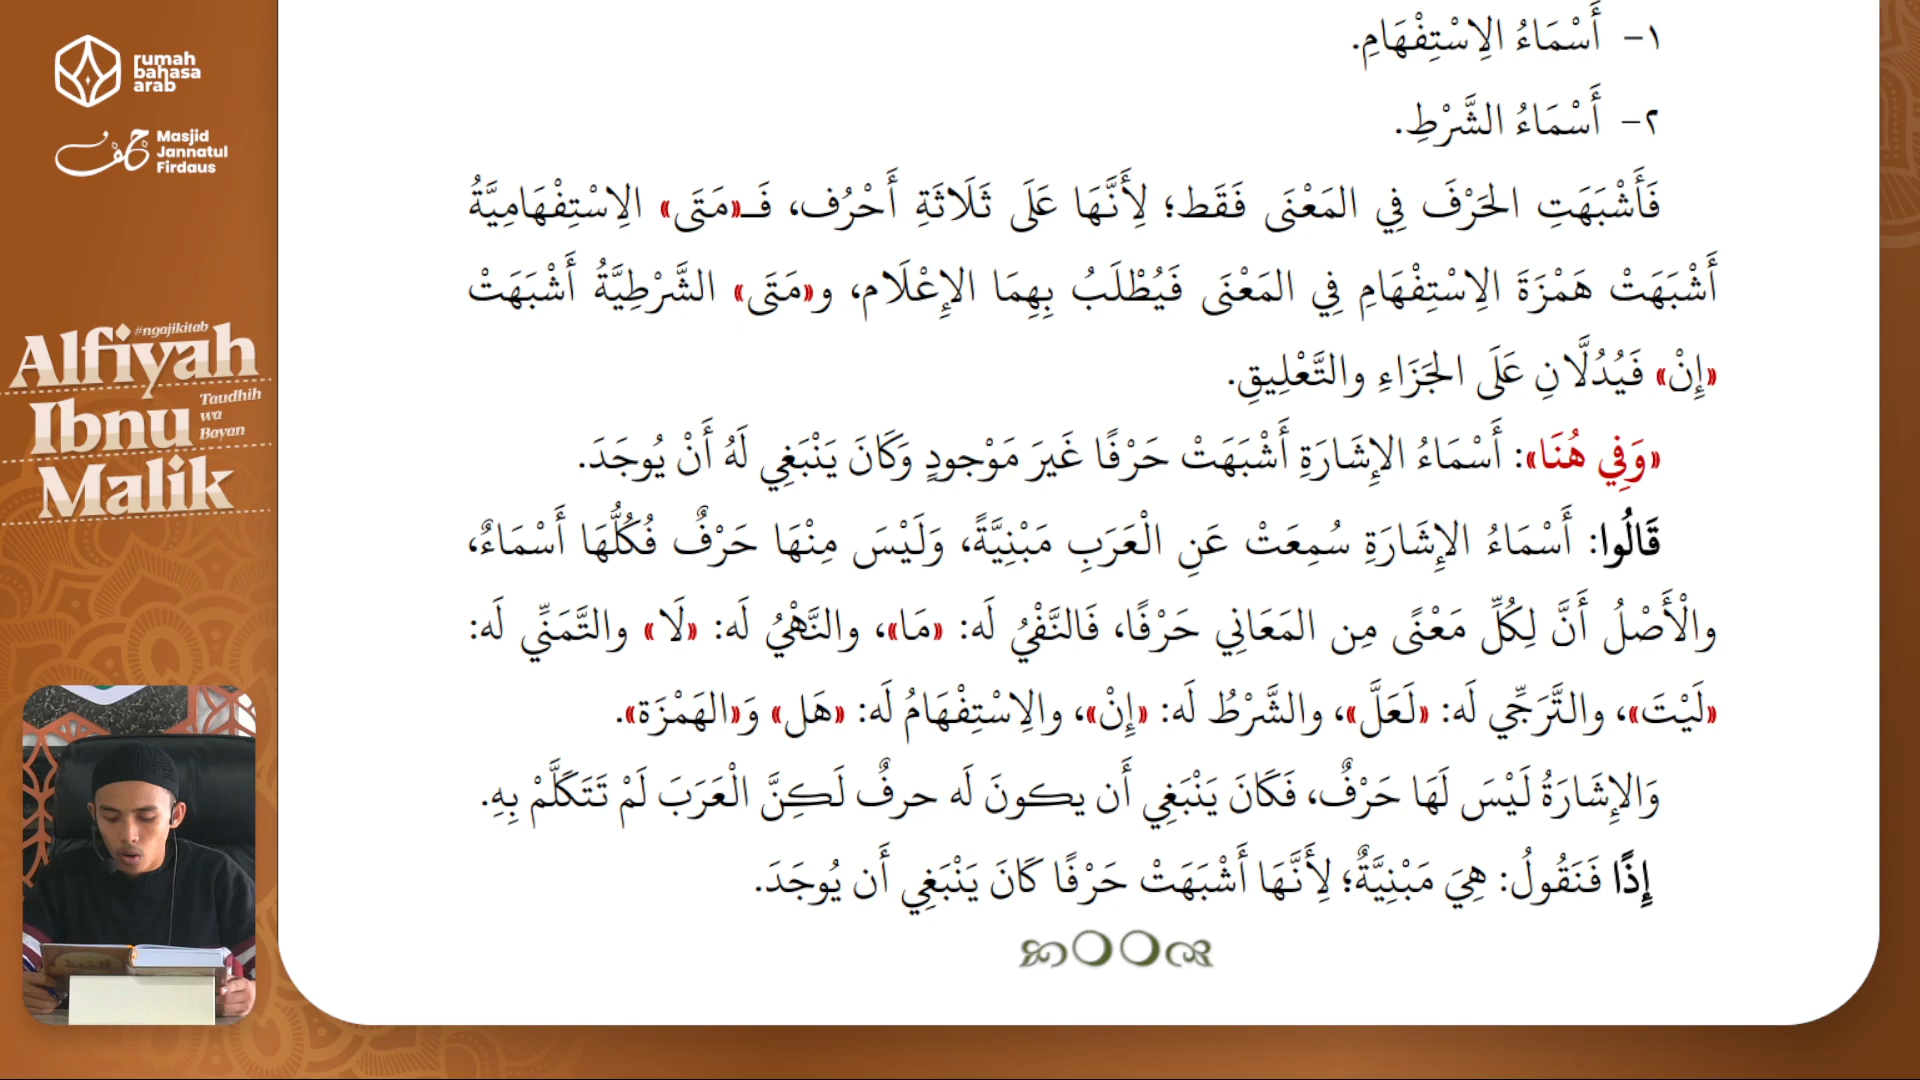 rumah
bahasa
arab
Masjid
Jannatul
Firdaus
#ngajikitab
Alfiyah
Ibnu
Malik
Taudhih
wa
Bayan
١- أَسْمَاءُ الِاسْتِفْهَامِ.
٢- أَسْمَاءُ الشَّرْطِ.
فَأَشْبَهَتِ الحَرْفَ فِي المَعْنَى فَقَط؛ لِأَنَّهَا عَلَى ثَلَاثَةِ أَحْرُف، فَـ«مَتَى» الِاسْتِفْهَامِيَّةُ
أَشْبَهَتْ هَمْزَةَ الِاسْتِفْهَامِ فِي المَعْنَى فَيُطْلَبُ بِهِمَا الإِعْلَام، و«مَتَى» الشَّرْطِيَّةُ أَشْبَهَتْ
«إِنْ» فَيُدُلَّانِ عَلَى الجَزَاءِ والتَّعْلِيقِ.
«وَفِي هُنَا»: أَسْمَاءُ الإِشَارَةِ أَشْبَهَتْ حَرْفًا غَيرَ مَوْجودٍ وَكَانَ يَنْبَغِي لَهُ أَنْ يُوجَدَ.
قَالُوا: أَسْمَاءُ الإِشَارَةِ سُمِعَتْ عَنِ الْعَرَبِ مَبْنِيَّةً، وَلَيْسَ مِنْهَا حَرْفٌ فُكُلُّهَا أَسْمَاءٌ،
والْأَصْلُ أَنَّ لِكُلِّ مَعْنًى مِن المَعَانِي حَرْفًا، فَالنَّفْيُ لَه: «مَا»، والنَّهْيُ لَه: «لَا» والتَّمَنِّي لَه:
«لَيْتَ»، والتَّرَجِّي لَه: «لَعَلَّ»، والشَّرْطُ لَه: «إِنْ»، والِاسْتِفْهَامُ لَه: «هَل» وَ«الهَمْزَة».
وَالإِشَارَةُ لَيْسَ لَهَا حَرْفٌ، فَكَانَ يَنْبَغِي أَن يكونَ لَه حرفٌ لَكِنَّ الْعَرَبَ لَمْ تَتَكَلَّمْ بِهِ.
إِذًا فَنَقُولُ: هِيَ مَبْنِيَّةٌ؛ لِأَنَّهَا أَشْبَهَتْ حَرْفًا كَانَ يَنْبَغِي أَن يُوجَدَ.